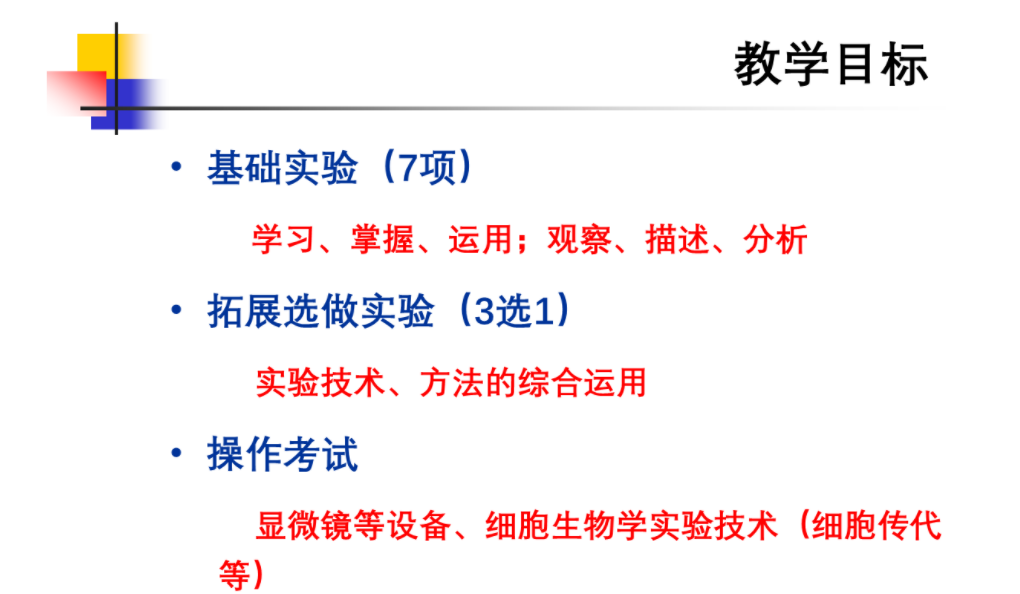 教学目标
• 基础实验（7项）
学习、掌握、运用；观察、描述、分析
• 拓展选做实验（3选1）
实验技术、方法的综合运用
• 操作考试
显微镜等设备、细胞生物学实验技术（细胞传代
等）